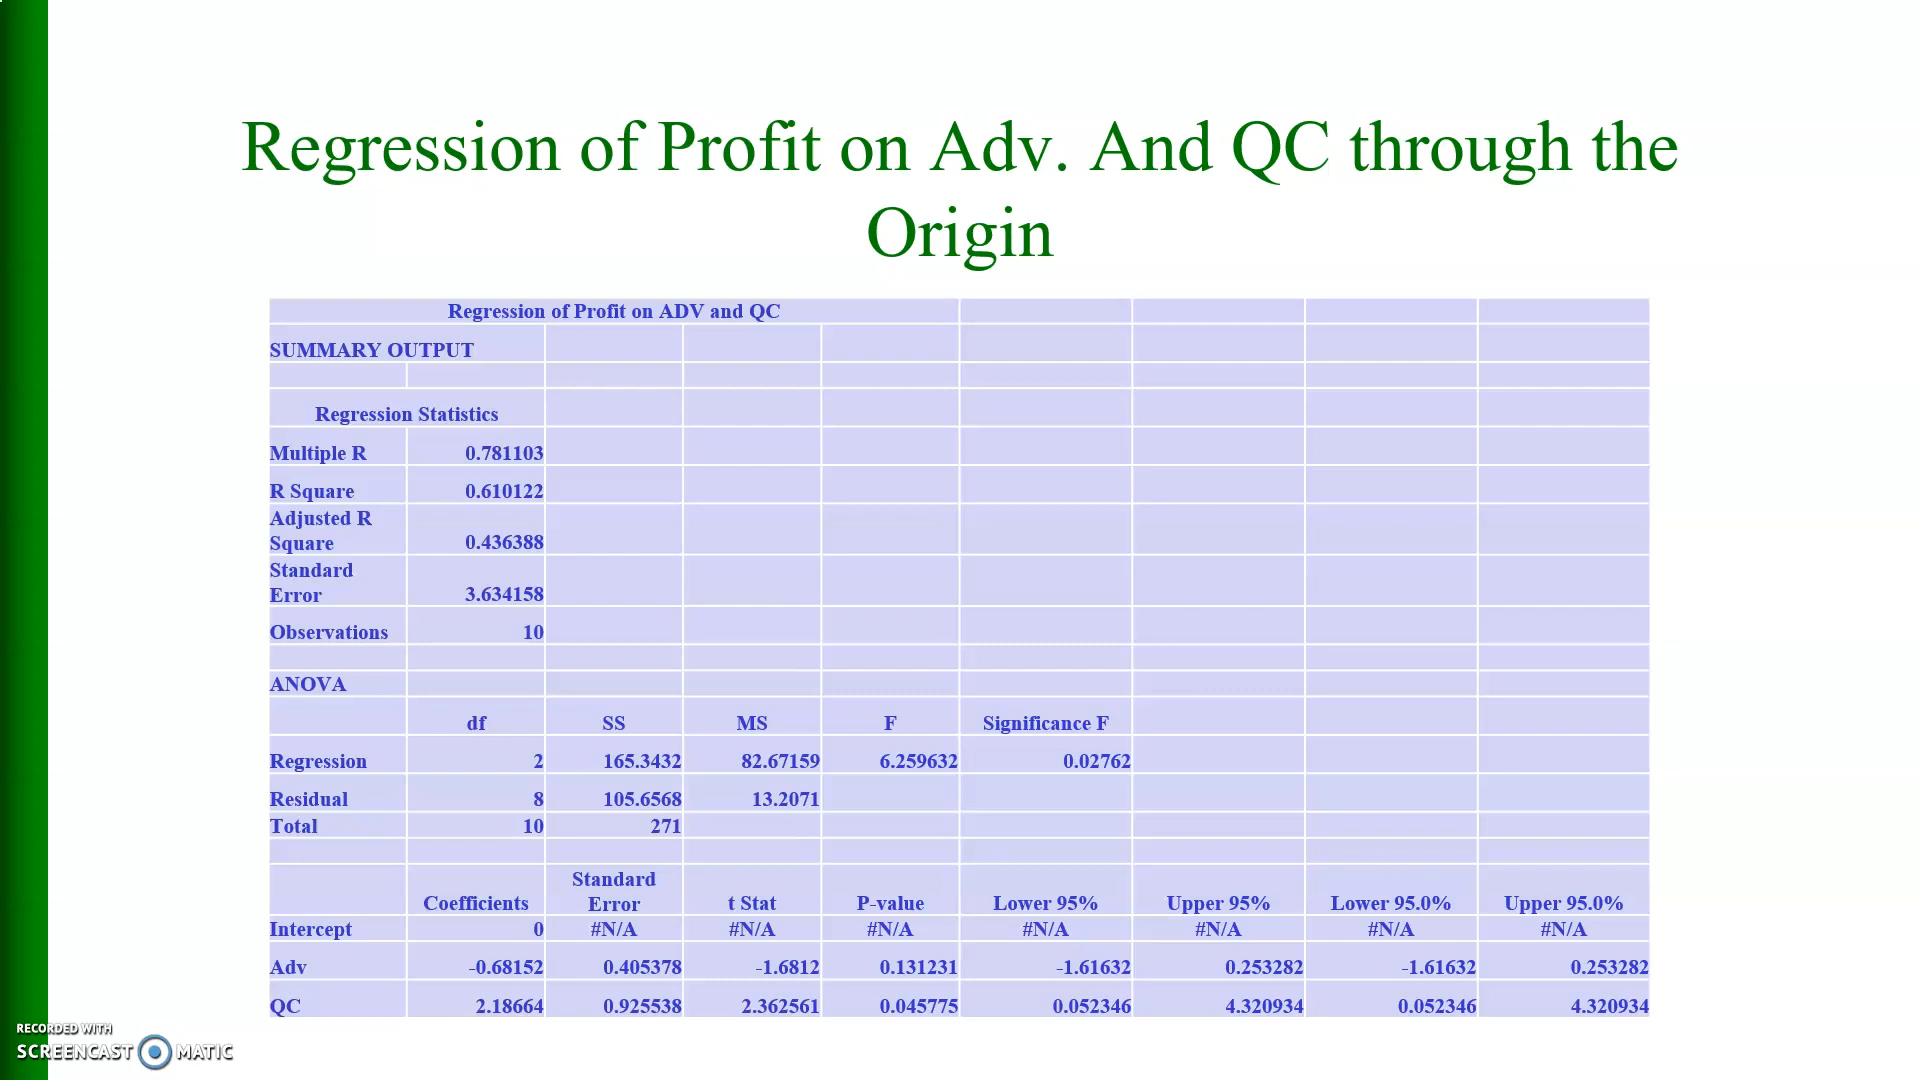 Regression of Profit on Adv. And QC through the
Origin
Regression of Profit on ADV and QC
SUMMARY OUTPUT
Regression Statistics
Multiple R 0.781103
R Square 0.610122
Adjusted R
Square 0.436388
Standard
Error 3.634158
Observations 10
ANOVA
df SS MS F Significance F
Regression 2 165.3432 82.67159 6.259632 0.02762
Residual 8 105.6568 13.2071
Total 10 271
Standard
Coefficients Error t Stat P-value Lower 95% Upper 95% Lower 95.0% Upper 95.0%
Intercept 0 #N/A #N/A #N/A #N/A #N/A #N/A #N/A
Adv -0.68152 0.405378 -1.6812 0.131231 -1.61632 0.253282 -1.61632 0.253282
QC 2.18664 0.925538 2.362561 0.045775 0.052346 4.320934 0.052346 4.320934
RECORDED WITH
SCREENCAST MATIC